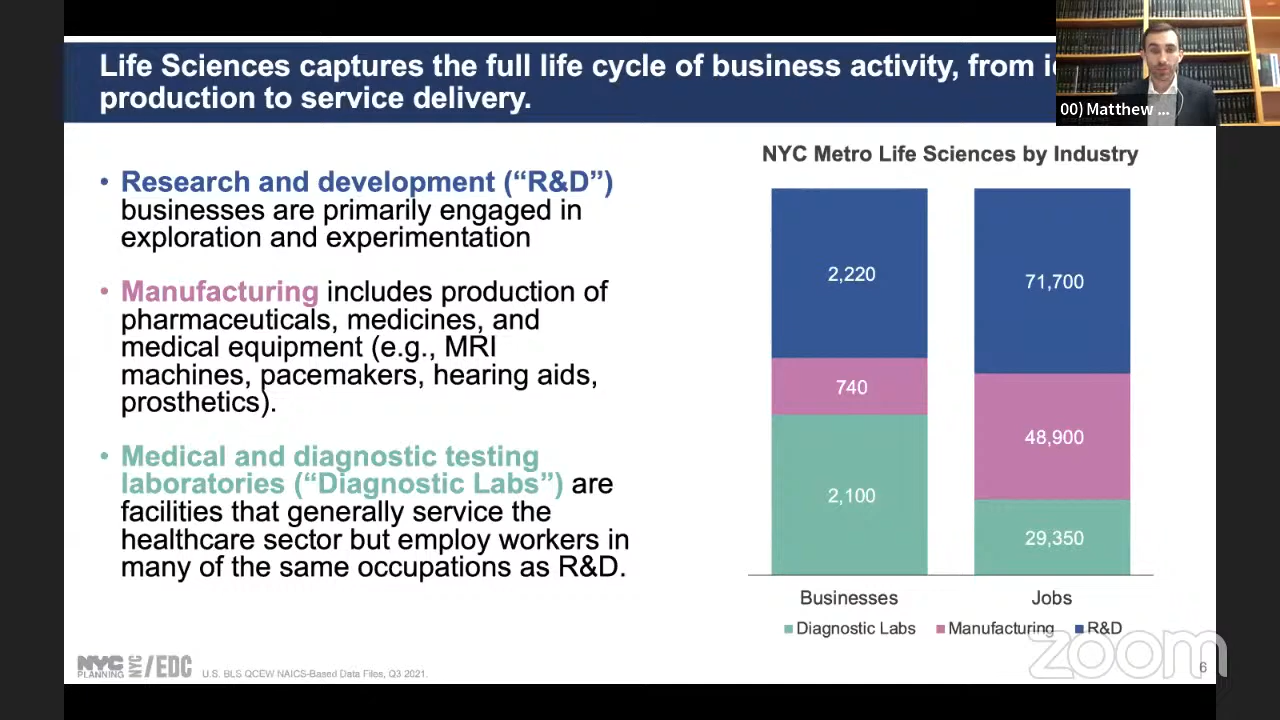 Life Sciences captures the full life cycle of business activity, from
production to service delivery.
00) Matthew ...
• Research and development (“R&D”)
businesses are primarily engaged in
exploration and experimentation
• Manufacturing includes production of
pharmaceuticals, medicines, and
medical equipment (e.g., MRI
machines, pacemakers, hearing aids,
prosthetics).
• Medical and diagnostic testing
laboratories (“Diagnostic Labs”) are
facilities that generally service the
healthcare sector but employ workers in
many of the same occupations as R&D.
NYC Metro Life Sciences by Industry
2,220
71,700
740
48,900
2,100
29,350
Businesses
Jobs
Diagnostic Labs
Manufacturing
R&D
NYC
PLANNING
NYC
NYC
/EDC
U.S. BLS QCEW NAICS-Based Data Files, Q3 2021.
6
zoom